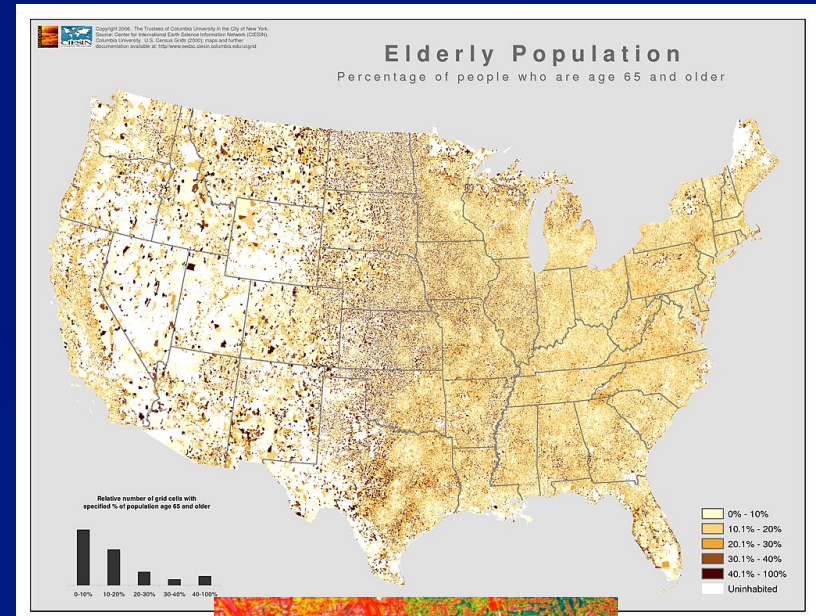 Copyright 2006. The Trustees of Columbia University in the City of New York.
Source: Center for International Earth Science Information Network (CIESIN),
Columbia University. U.S. Census Grids (2000); maps and further
documentation available at: http://www.sedac.ciesin.columbia.edu/usgrid
CIESIN
Elderly Population
Percentage of people who are age 65 and older
Relative number of grid cells with
specified % of population age 65 and older
0-10% 10-20% 20-30% 30-40% 40-100%
0% - 10%
10.1% - 20%
20.1% - 30%
30.1% - 40%
40.1% - 100%
Uninhabited